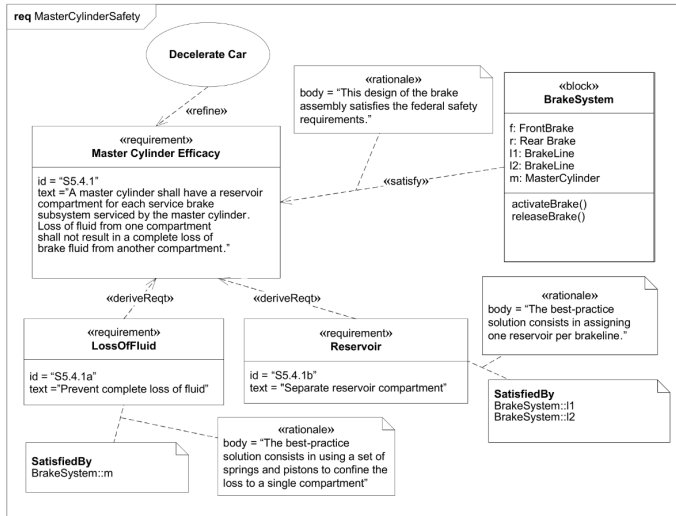 req MasterCylinderSafety
Decelerate Car
«refine»
«rationale»
body = “This design of the brake
assembly satisfies the federal safety
requirements.”
«block»
BrakeSystem
f: FrontBrake
r: Rear Brake
l1: BrakeLine
l2: BrakeLine
m: MasterCylinder
activateBrake()
releaseBrake()
«requirement»
Master Cylinder Efficacy
id = “S5.4.1”
text =”A master cylinder shall have a reservoir
compartment for each service brake
subsystem serviced by the master cylinder.
Loss of fluid from one compartment
shall not result in a complete loss of
brake fluid from another compartment.”
«satisfy»
«deriveReqt»
«deriveReqt»
«rationale»
body = “The best-practice
solution consists in assigning
one reservoir per brakeline.”
«requirement»
LossOfFluid
id = “S5.4.1a”
text =”Prevent complete loss of fluid”
«requirement»
Reservoir
id = “S5.4.1b”
text = "Separate reservoir compartment”
SatisfiedBy
BrakeSystem::l1
BrakeSystem::l2
«rationale»
body = “The best-practice
solution consists in using a set of
springs and pistons to confine the
loss to a single compartment”
SatisfiedBy
BrakeSystem::m